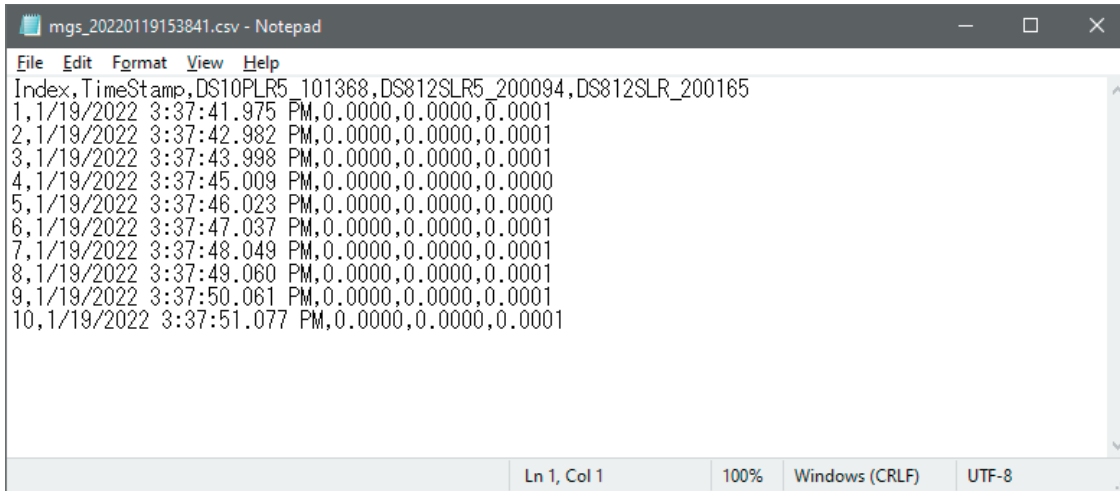 mgs_20220119153841.csv - Notepad
File Edit Format View Help
Index,TimeStamp,DS10PLR5_101368,DS812SLR5_200094,DS812SLR_200165
1,1/19/2022 3:37:41.975 PM,0.0000,0.0000,0.0001
2,1/19/2022 3:37:42.982 PM,0.0000,0.0000,0.0001
3,1/19/2022 3:37:43.998 PM,0.0000,0.0000,0.0001
4,1/19/2022 3:37:45.009 PM,0.0000,0.0000,0.0000
5,1/19/2022 3:37:46.023 PM,0.0000,0.0000,0.0000
6,1/19/2022 3:37:47.037 PM,0.0000,0.0000,0.0001
7,1/19/2022 3:37:48.049 PM,0.0000,0.0000,0.0001
8,1/19/2022 3:37:49.060 PM,0.0000,0.0000,0.0001
9,1/19/2022 3:37:50.061 PM,0.0000,0.0000,0.0001
10,1/19/2022 3:37:51.077 PM,0.0000,0.0000,0.0001
Ln 1, Col 1 100% Windows (CRLF) UTF-8